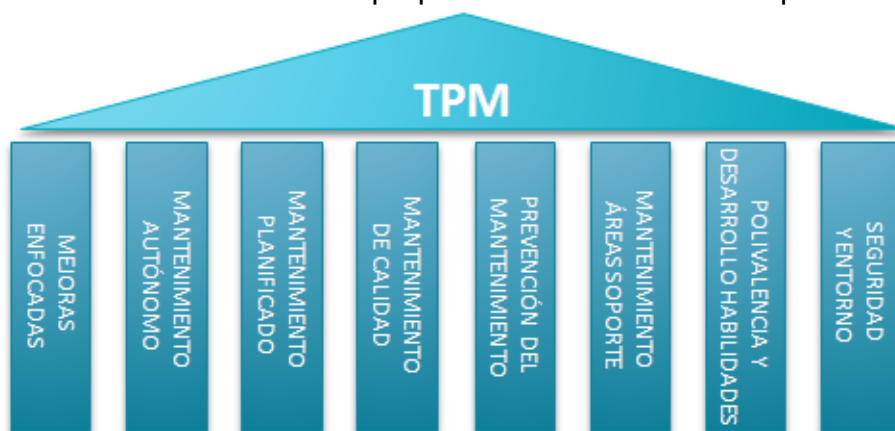 TPM
MEJORAS
ENFOCADAS
MANTENIMIENTO
AUTÓNOMO
MANTENIMIENTO
PLANIFICADO
MANTENIMIENTO
DE CALIDAD
PREVENCIÓN DEL
MANTENIMIENTO
MANTENIMIENTO
ÁREAS SOPORTE
POLIVALENCIA Y
DESARROLLO HABILIDADES
SEGURIDAD
Y ENTORNO